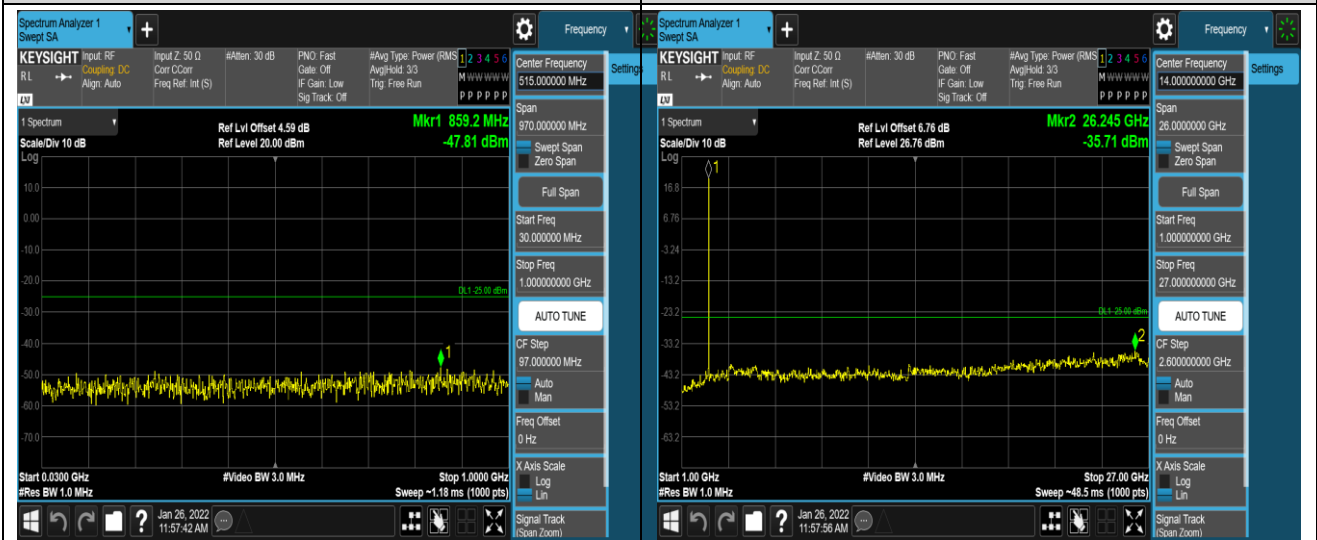 Spectrum Analyzer 1
Swept SA
+
Frequency
KEYSIGHT
Input: RF
Coupling: DC
Align: Auto
Input Z: 50 Ω
Corr CCorr
Freq Ref: Int (S)
#Atten: 30 dB
PNO: Fast
Gate: Off
IF Gain: Low
Sig Track: Off
#Avg Type: Power (RMS
Avg|Hold: 3/3
Trig: Free Run
1 2 3 4 5 6
M W W W W W
P P P P P P
RL
LXI
Center Frequency
515.000000 MHz
Settings
Span
970.000000 MHz
Swept Span
Zero Span
Full Span
Start Freq
30.000000 MHz
Stop Freq
1.000000000 GHz
AUTO TUNE
CF Step
97.000000 MHz
Auto
Man
Freq Offset
0 Hz
X Axis Scale
Log
Lin
Signal Track
(Span Zoom)
1 Spectrum
Scale/Div 10 dB
Log
Ref Lvl Offset 4.59 dB
Ref Level 20.00 dBm
Mkr1 859.2 MHz
-47.81 dBm
10.0
0.00
-10.0
-20.0
DL1 -25.00 dBm
-30.0
-40.0
1
-50.0
-60.0
-70.0
Start 0.0300 GHz
#Res BW 1.0 MHz
#Video BW 3.0 MHz
Stop 1.0000 GHz
Sweep ~1.18 ms (1000 pts)
?
Jan 26, 2022
11:57:42 AM
Spectrum Analyzer 1
Swept SA
+
Frequency
KEYSIGHT
Input: RF
Coupling: DC
Align: Auto
Input Z: 50 Ω
Corr CCorr
Freq Ref: Int (S)
#Atten: 30 dB
PNO: Fast
Gate: Off
IF Gain: Low
Sig Track: Off
#Avg Type: Power (RMS
Avg|Hold: 3/3
Trig: Free Run
1 2 3 4 5 6
M W W W W W
P P P P P P
RL
LXI
Center Frequency
14.000000000 GHz
Settings
Span
26.0000000 GHz
Swept Span
Zero Span
Full Span
Start Freq
1.000000000 GHz
Stop Freq
27.000000000 GHz
AUTO TUNE
CF Step
2.600000000 GHz
Auto
Man
Freq Offset
0 Hz
X Axis Scale
Log
Lin
Signal Track
(Span Zoom)
1 Spectrum
Scale/Div 10 dB
Log
Ref Lvl Offset 6.76 dB
Ref Level 26.76 dBm
Mkr2 26.245 GHz
-35.71 dBm
1
16.8
6.76
-3.24
-13.2
-23.2
DL1 -25.00 dBm
-33.2
2
-43.2
-53.2
-63.2
Start 1.00 GHz
#Res BW 1.0 MHz
#Video BW 3.0 MHz
Stop 27.00 GHz
Sweep ~48.5 ms (1000 pts)
?
Jan 26, 2022
11:57:56 AM